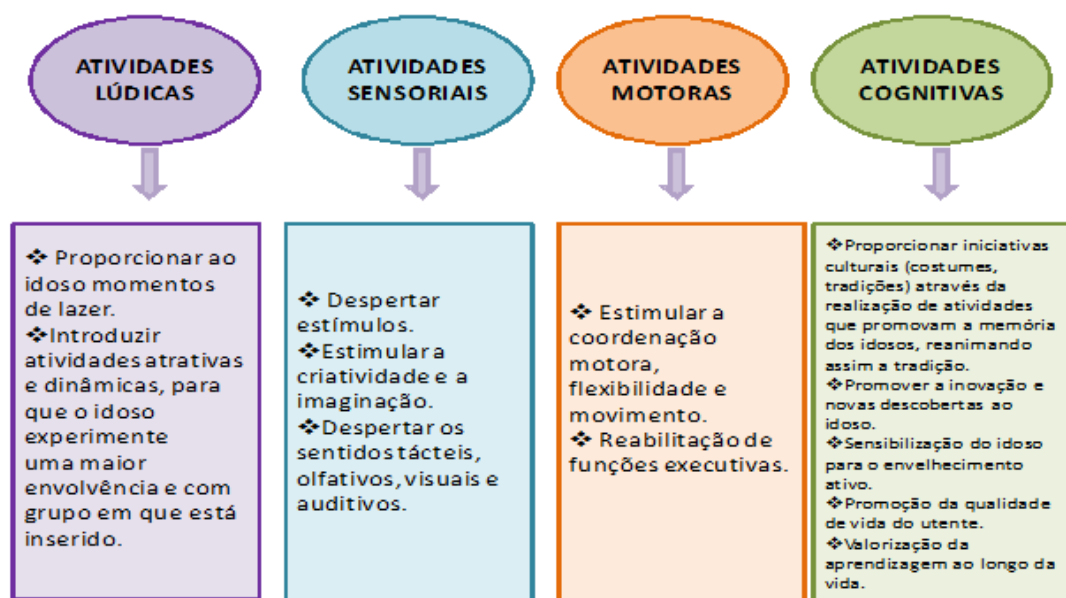 ATIVIDADES
LÚDICAS
ATIVIDADES
SENSORIAIS
ATIVIDADES
MOTORAS
ATIVIDADES
COGNITIVAS
❖ Proporcionar ao
idoso momentos
de lazer.
❖Introduzir
atividades atrativas
e dinâmicas, para
que o idoso
experimente
uma maior
envolvência e com
grupo em que está
inserido.
❖ Despertar
estímulos.
❖Estimular a
criatividade e a
imaginação.
❖Despertar os
sentidos tácteis,
olfativos, visuais e
auditivos.
❖ Estimular a
coordenação
motora,
flexibilidade e
movimento.
❖ Reabilitação de
funções executivas.
❖Proporcionar iniciativas
culturais (costumes,
tradições) através da
realização de atividades
que promovam a memória
dos idosos, reanimando
assim a tradição.
❖Promover a inovação e
novas descobertas ao
idoso.
❖Sensibilização do idoso
para o envelhecimento
ativo.
❖Promoção da qualidade
de vida do utente.
❖Valorização da
aprendizagem ao longo da
vida.